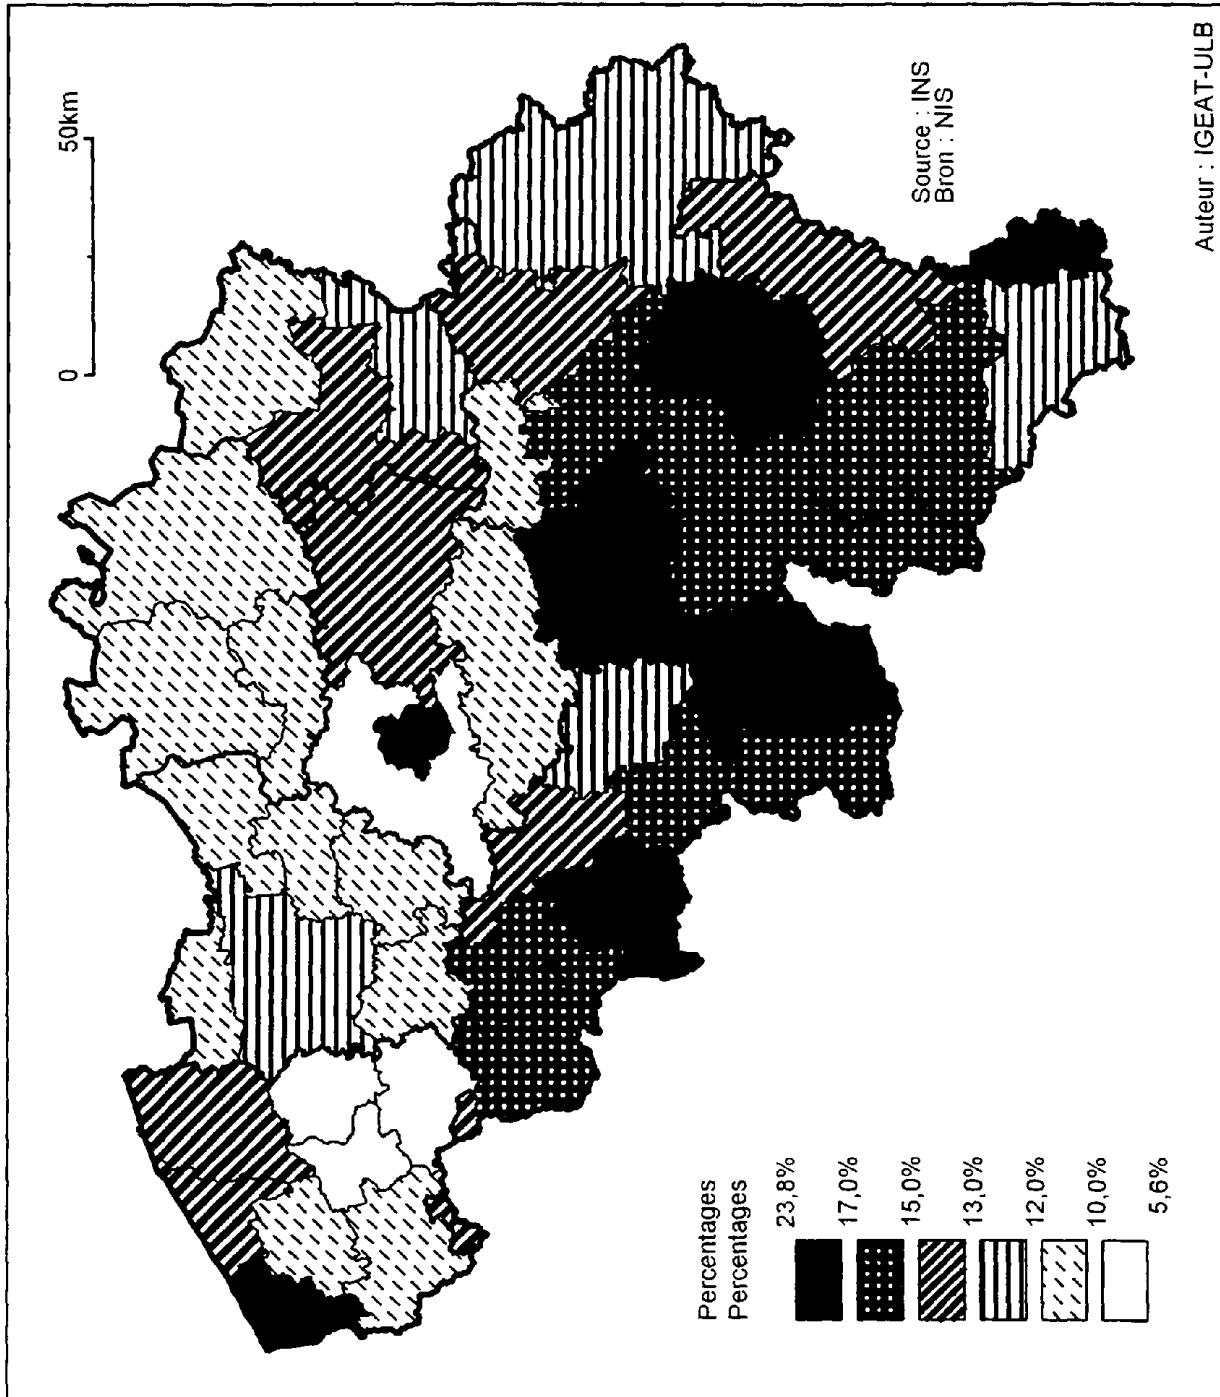 0 50km
Source : INS
Bron : NIS
Percentages
Percentages
23,8%
17,0%
15,0%
13,0%
12,0%
10,0%
5,6%
Auteur : IGEAT-ULB